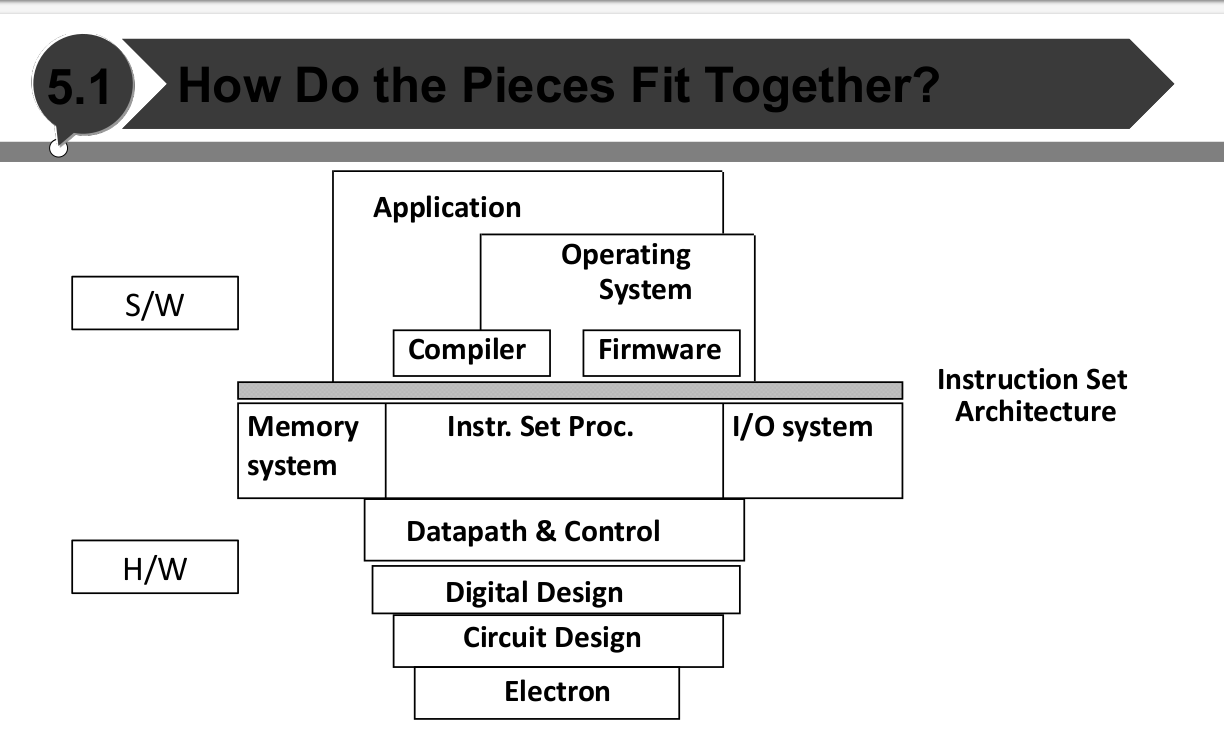 5.1 How Do the Pieces Fit Together?
Application
Operating
System
S/W
Compiler
Firmware
Instruction Set
Architecture
Memory
system
Instr. Set Proc.
I/O system
Datapath & Control
H/W
Digital Design
Circuit Design
Electron